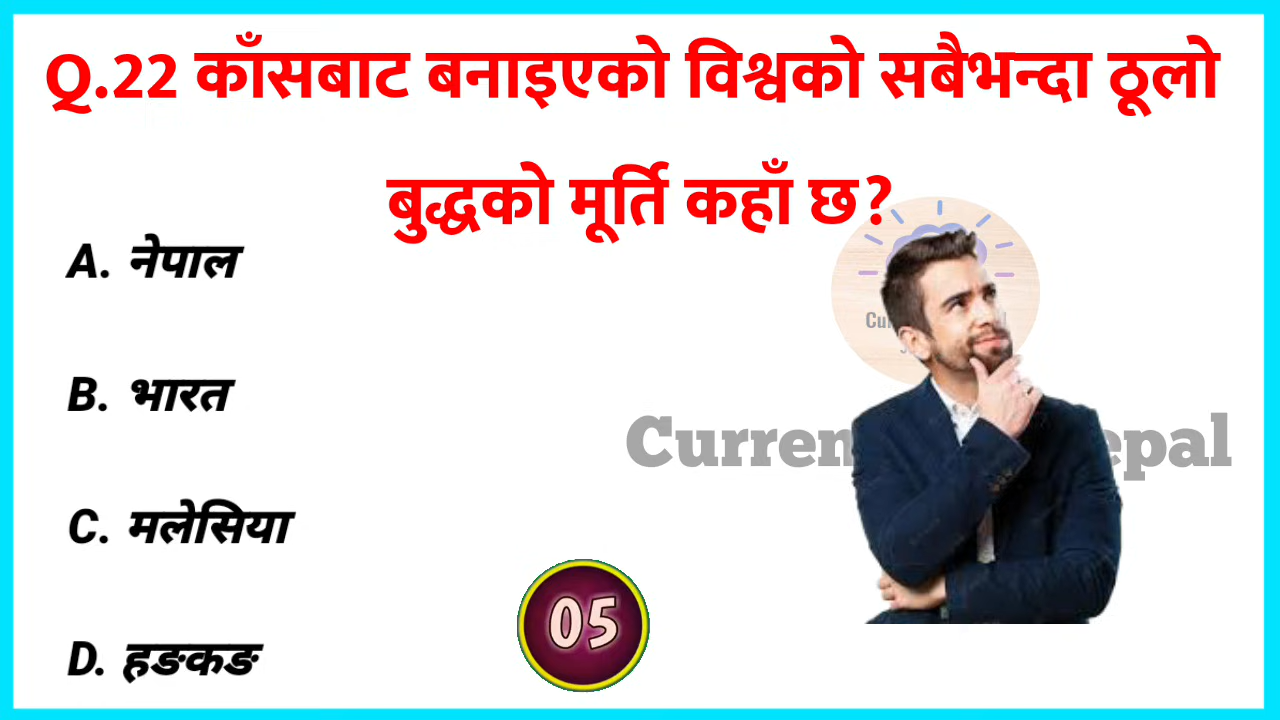 Q.22 काँसबाट बनाइएको विश्वको सबैभन्दा ठूलो
बुद्धको मूर्ति कहाँ छ?
A. नेपाल
B. भारत
C. मलेसिया
D. हङकङ
05